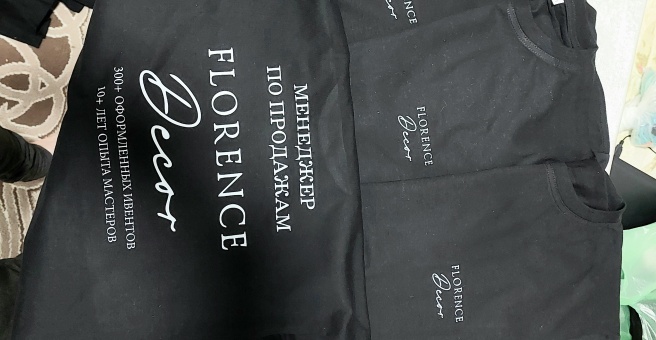 МЕНЕДЖЕР
ПО ПРОДАЖАМ
FLORENCE
Decor
300+ ОФОРМЛЕННЫХ ИВЕНТОВ
10+ ЛЕТ ОПЫТА МАСТЕРОВ
FLORENCE
Decor
FLORENCE
Decor